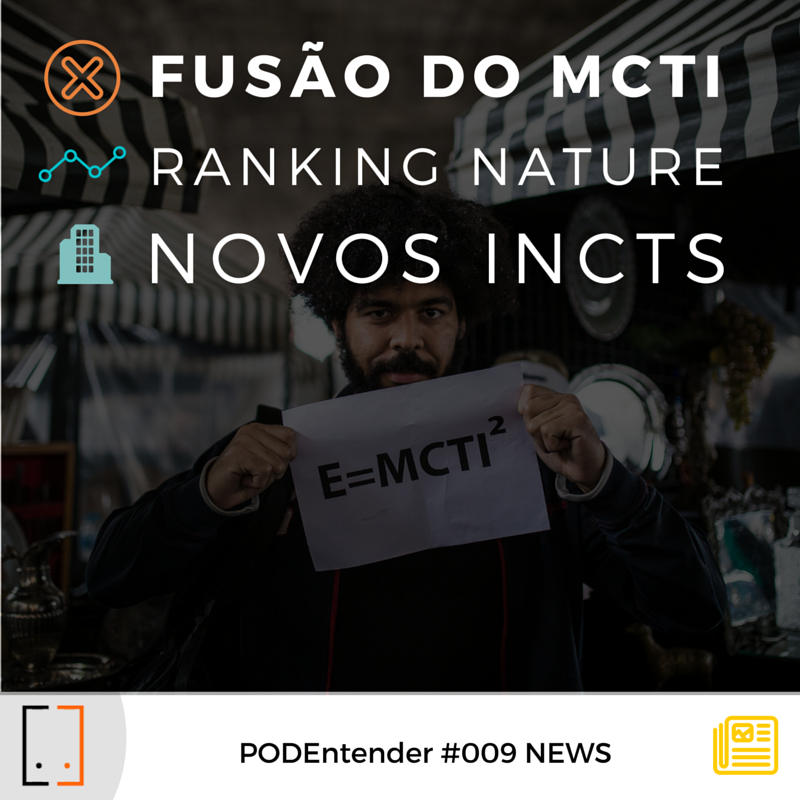 FUSÃO DO MCTI
RANKING NATURE
NOVOS INCTS
E=MCTI²
PODEntender #009 NEWS